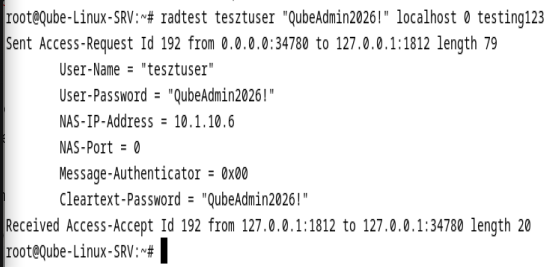 root@Qube-Linux-SRV:~# radtest tesztuser "QubeAdmin2026!" localhost 0 testing123
Sent Access-Request Id 192 from 0.0.0.0:34780 to 127.0.0.1:1812 length 79
User-Name = "tesztuser"
User-Password = "QubeAdmin2026!"
NAS-IP-Address = 10.1.10.6
NAS-Port = 0
Message-Authenticator = 0x00
Cleartext-Password = "QubeAdmin2026!"
Received Access-Accept Id 192 from 127.0.0.1:1812 to 127.0.0.1:34780 length 20
root@Qube-Linux-SRV:~#